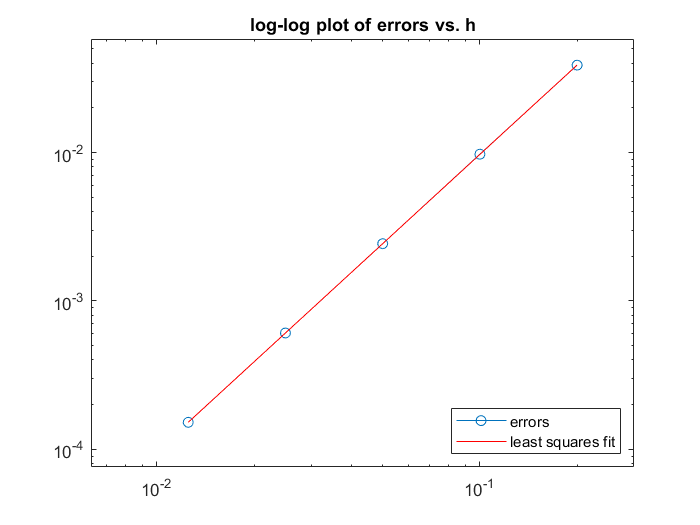 log-log plot of errors vs. h
10^-2
10^-3
10^-4
10^-2
10^-1
errors
least squares fit